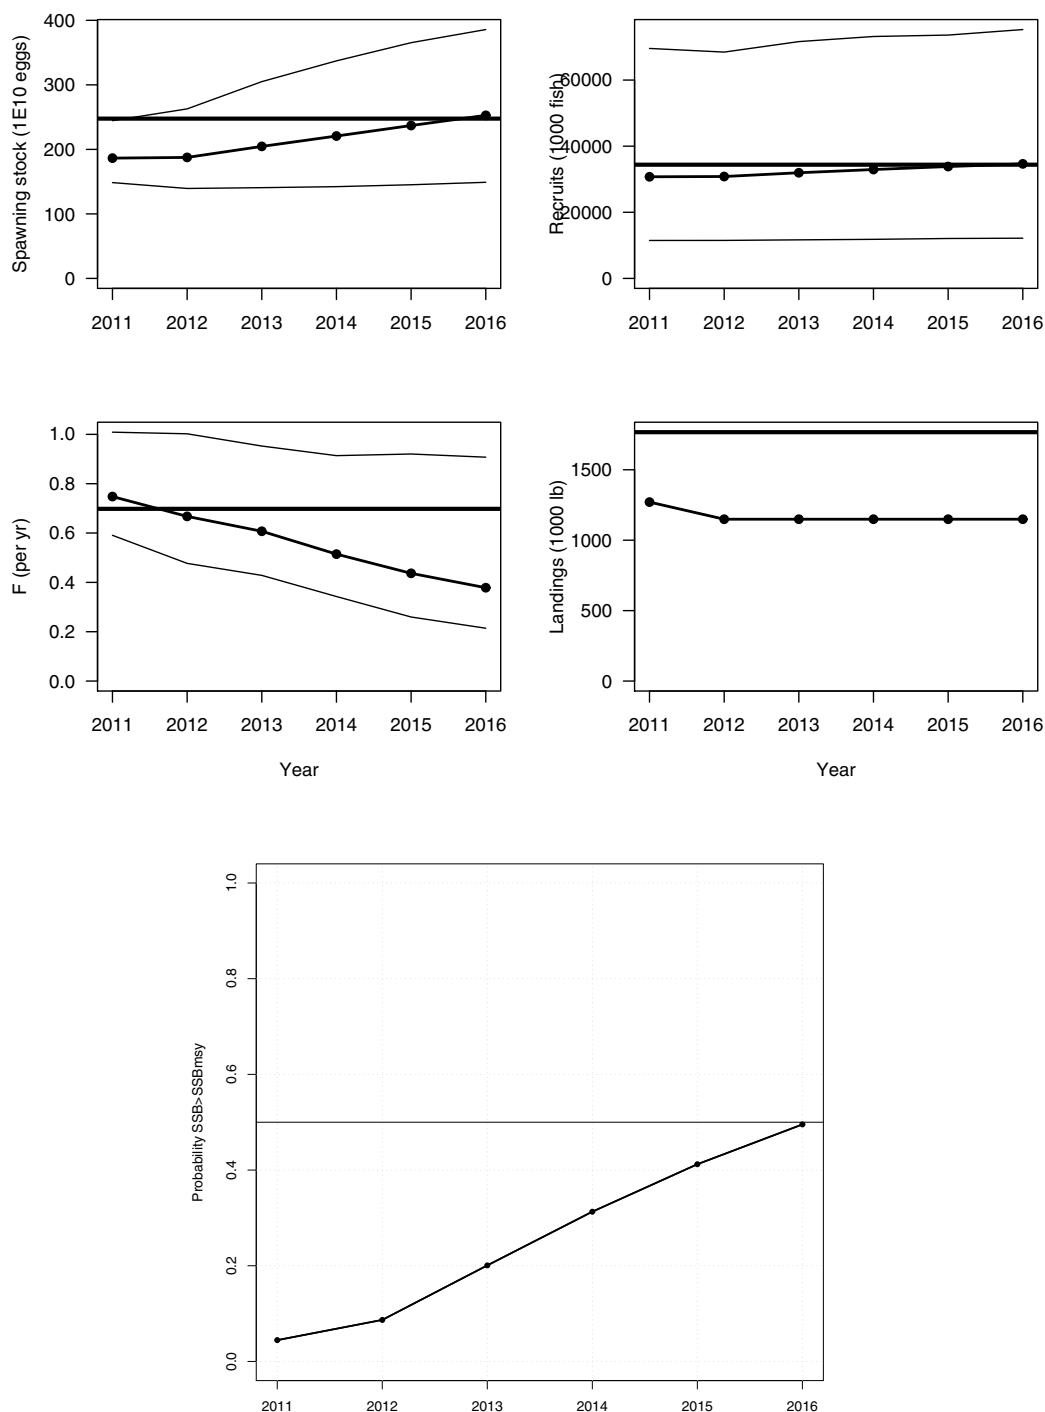 Spawning stock (1E10 eggs)
400
300
200
100
0
2011 2012 2013 2014 2015 2016
Recruits (1000 fish)
60000
40000
20000
0
2011 2012 2013 2014 2015 2016
F (per yr)
1.0
0.8
0.6
0.4
0.2
0.0
2011 2012 2013 2014 2015 2016
Year
Landings (1000 lb)
1500
1000
500
0
2011 2012 2013 2014 2015 2016
Year
Probability SSB>SSBmsy
1.0
0.8
0.6
0.4
0.2
0.0
2011 2012 2013 2014 2015 2016